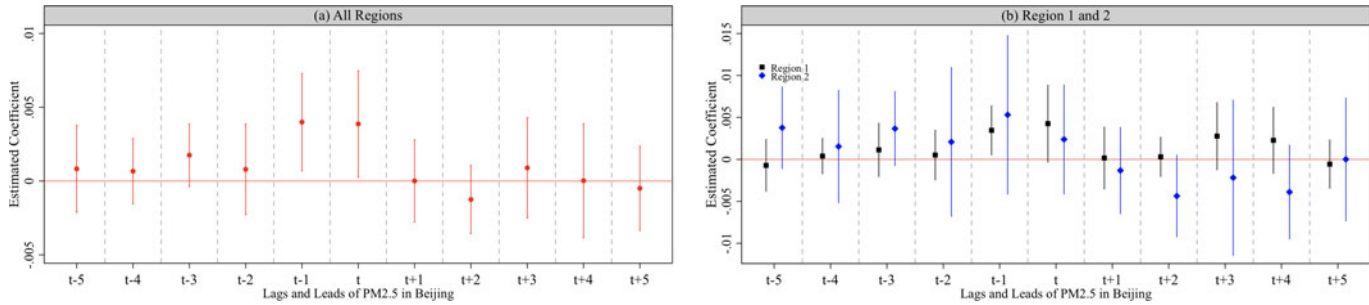 (a) All Regions
Estimated Coefficient
.01
.005
0
-.005
t-5 t-4 t-3 t-2 t-1 t t+1 t+2 t+3 t+4 t+5
Lags and Leads of PM2.5 in Beijing
(b) Region 1 and 2
Estimated Coefficient
.015
.01
.005
0
-.005
-.01
Region 1
Region 2
t-5 t-4 t-3 t-2 t-1 t t+1 t+2 t+3 t+4 t+5
Lags and Leads of PM2.5 in Beijing